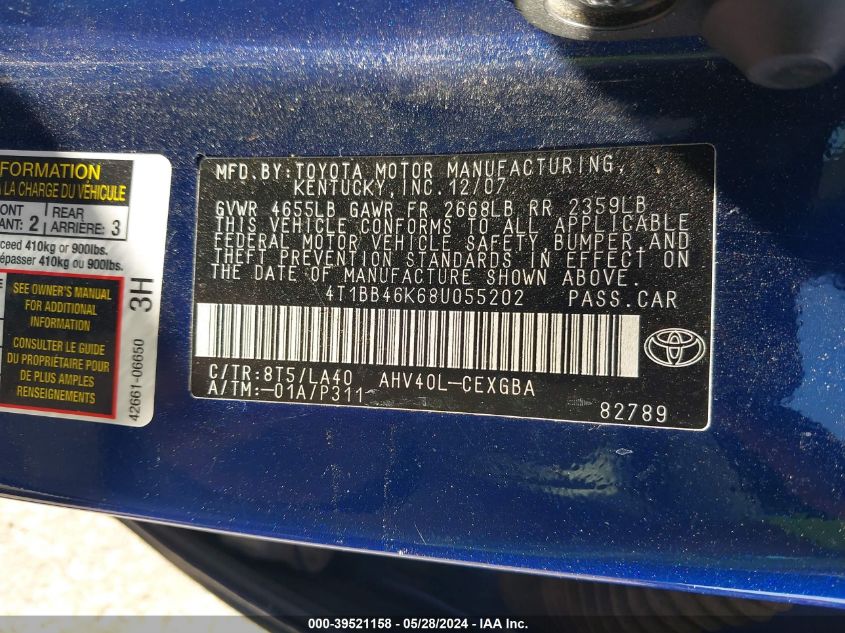 FORMATION
LA CHARGE DU VÉHICULE
ONT
ANT: 2
REAR
ARRIÈRE: 3
xceed 410kg or 900lbs.
dépasser 410kg ou 900lbs.
SEE OWNER'S MANUAL
FOR ADDITIONAL
INFORMATION
CONSULTER LE GUIDE
DU PROPRIÉTAIRE POUR
DE PLUS AMPLES
RENSEIGNEMENTS
3H
42661-06650
MFD.BY:TOYOTA MOTOR MANUFACTURING,
KENTUCKY,INC.12/07
GVWR 4655LB GAWR FR 2668LB RR 2359LB
THIS VEHICLE CONFORMS TO ALL APPLICABLE
FEDERAL MOTOR VEHICLE SAFETY,BUMPER,AND
THEFT PREVENTION STANDARDS IN EFFECT ON
THE DATE OF MANUFACTURE SHOWN ABOVE.
4T1BB46K68U055202 PASS.CAR
C/TR:8T5/LA40 AHV40L-CEXGBA
A/TM:-01A/P311
82789
000-39521158 - 05/28/2024 - IAA Inc.